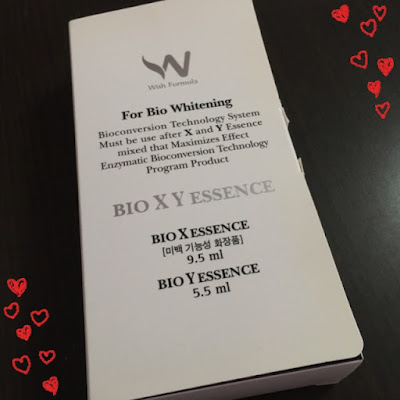 W
Wish Formula
For Bio Whitening
Bioconversion Technology System
Must be use after X and Y Essence
mixed that Maximizes Effect
Enzymatic Bioconversion Technology
Program Product
BIO X Y ESSENCE
BIO X ESSENCE
[미백 기능성 화장품]
9.5 ml
BIO Y ESSENCE
5.5 ml